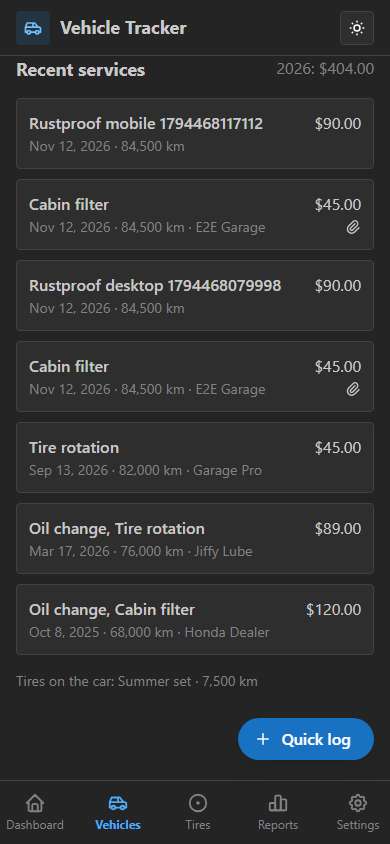 Vehicle Tracker
Recent services 2026: $404.00
Rustproof mobile 1794468117112 $90.00
Nov 12, 2026 · 84,500 km
Cabin filter $45.00
Nov 12, 2026 · 84,500 km · E2E Garage
Rustproof desktop 1794468079998 $90.00
Nov 12, 2026 · 84,500 km
Cabin filter $45.00
Nov 12, 2026 · 84,500 km · E2E Garage
Tire rotation $45.00
Sep 13, 2026 · 82,000 km · Garage Pro
Oil change, Tire rotation $89.00
Mar 17, 2026 · 76,000 km · Jiffy Lube
Oil change, Cabin filter $120.00
Oct 8, 2025 · 68,000 km · Honda Dealer
Tires on the car: Summer set · 7,500 km
+ Quick log
Dashboard Vehicles Tires Reports Settings